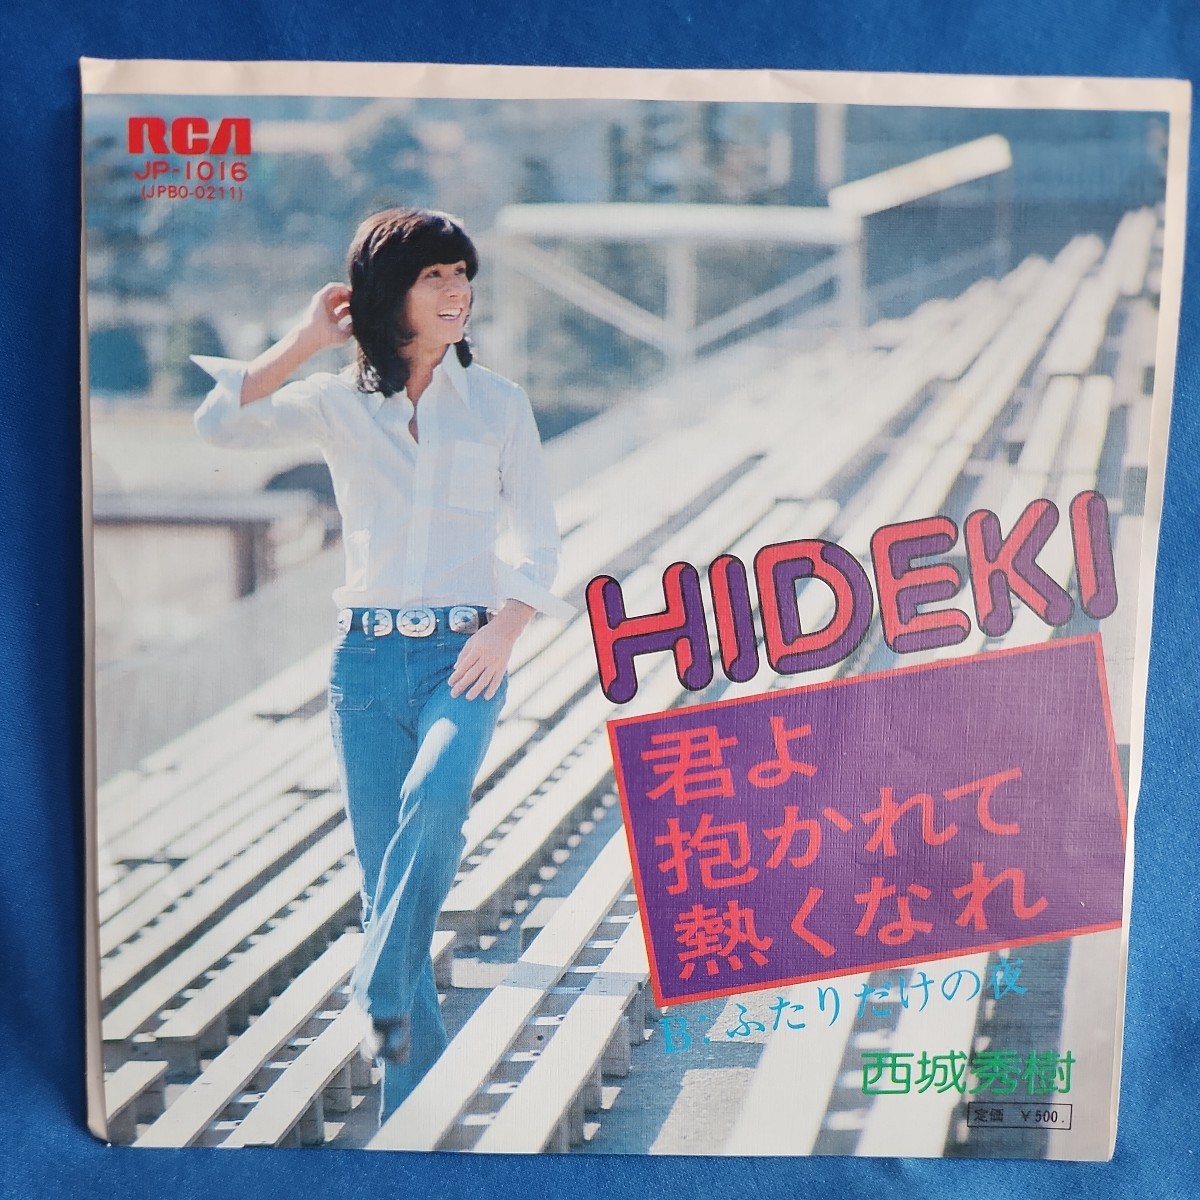 RCA
JP-1016
(JPBO-0211)
HIDEKI
君よ
抱かれて
熱くなれ
B:ふたりだけの夜
西城秀樹
定価 ￥500.